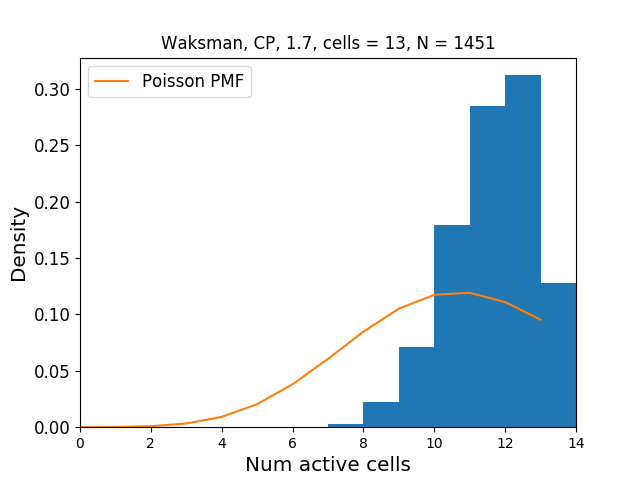 Waksman, CP, 1.7, cells = 13, N = 1451
Poisson PMF
0.30
0.25
0.20
0.15
0.10
0.05
0.00
Density
0 2 4 6 8 10 12 14
Num active cells